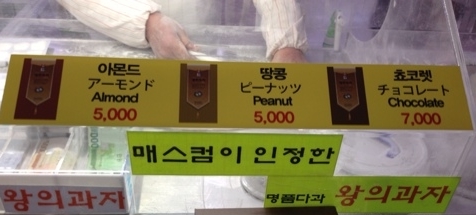 아몬드
アーモンド
Almond
5,000
땅콩
ピーナッツ
Peanut
5,000
쵸코렛
チョコレート
Chocolate
7,000
매스컴이 인정한
왕의과자
명품다과 왕의과자